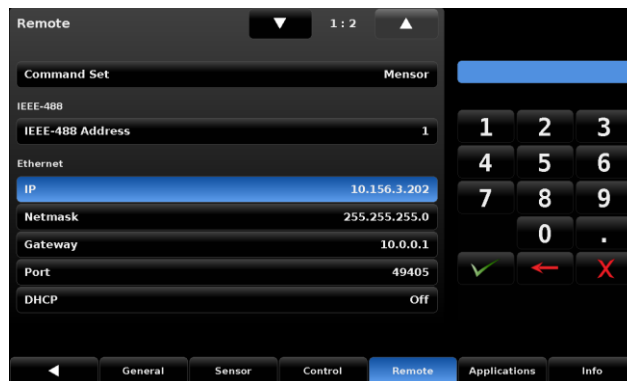 Remote 1 : 2
Command Set Mensor
IEEE-488
IEEE-488 Address 1
Ethernet
IP 10.156.3.202
Netmask 255.255.255.0
Gateway 10.0.0.1
Port 49405
DHCP Off
1 2 3
4 5 6
7 8 9
0 .
General Sensor Control Remote Applications Info